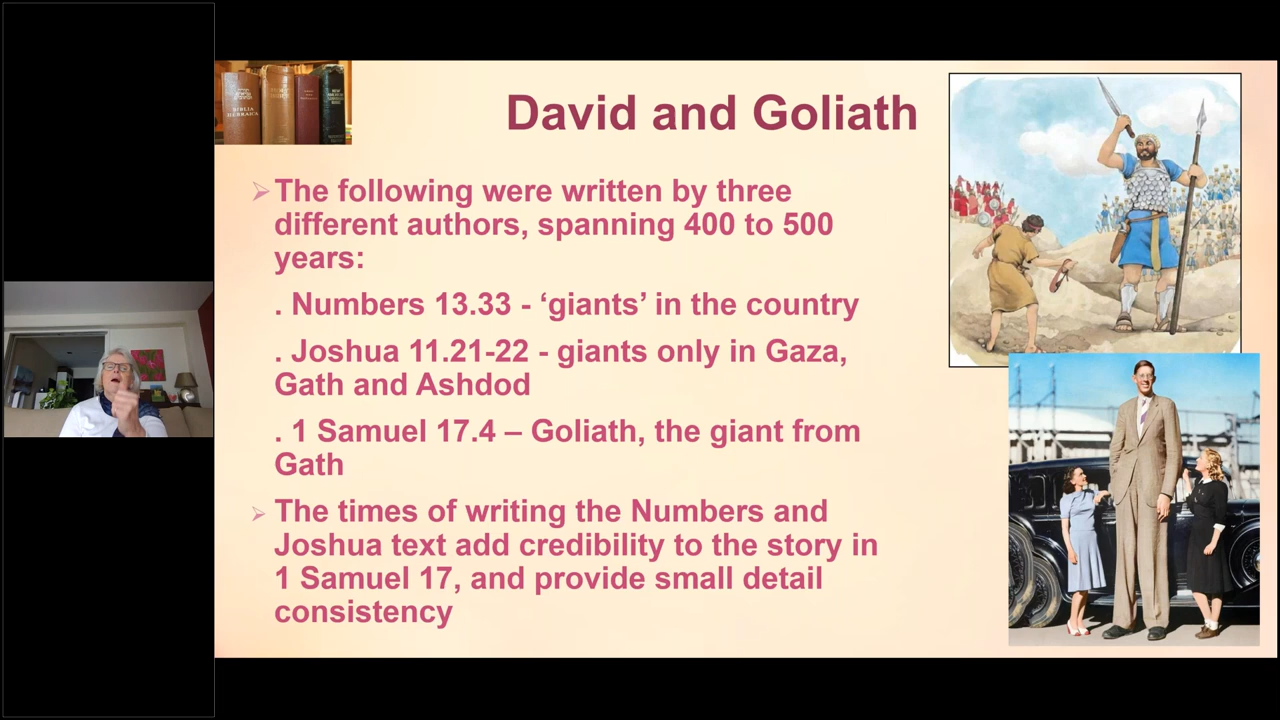 BIBLIA
HEBRAICA
David and Goliath
The following were written by three
different authors, spanning 400 to 500
years:
. Numbers 13.33 - ‘giants’ in the country
. Joshua 11.21-22 - giants only in Gaza,
Gath and Ashdod
. 1 Samuel 17.4 – Goliath, the giant from
Gath
The times of writing the Numbers and
Joshua text add credibility to the story in
1 Samuel 17, and provide small detail
consistency